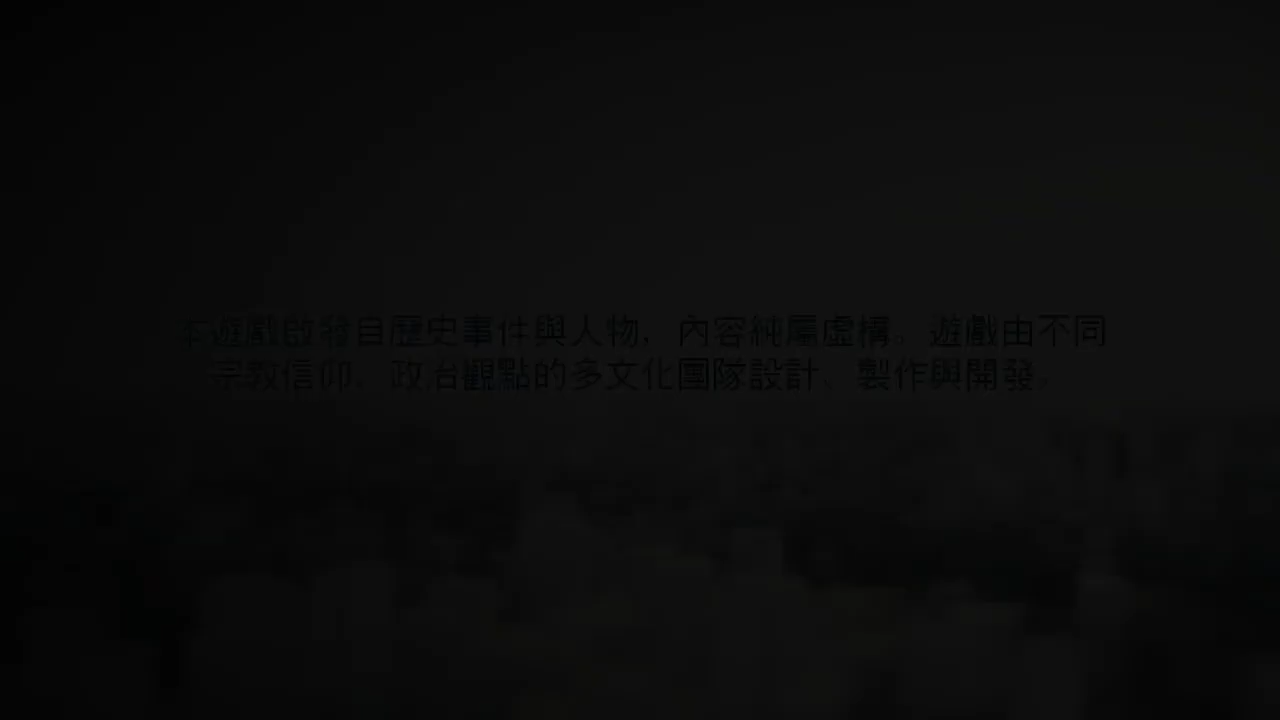 本遊戲啟發自歷史事件與人物，內容純屬虛構。遊戲由不同
宗教信仰、政治觀點的多文化團隊設計、製作與開發。